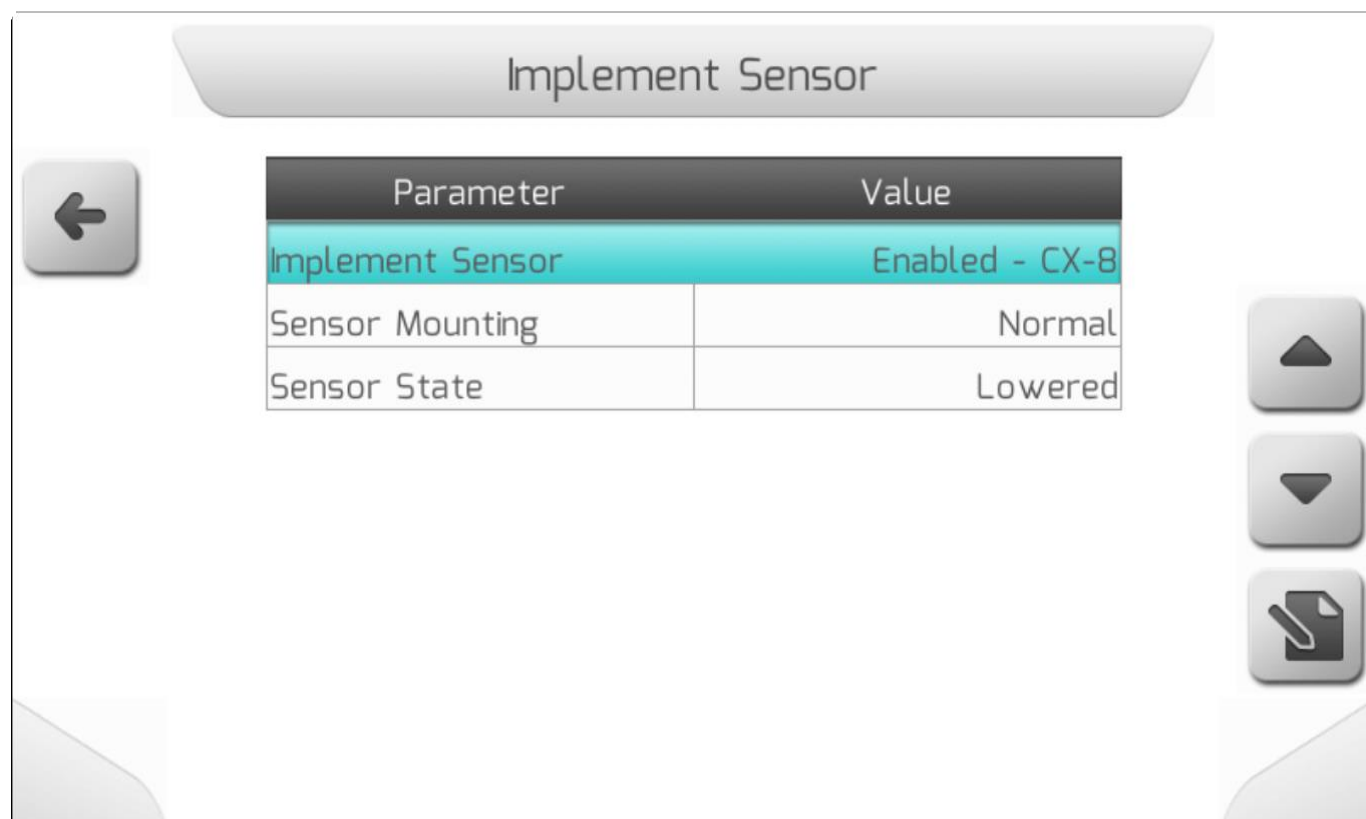 Implement Sensor
Parameter Value
Implement Sensor Enabled - CX-8
Sensor Mounting Normal
Sensor State Lowered